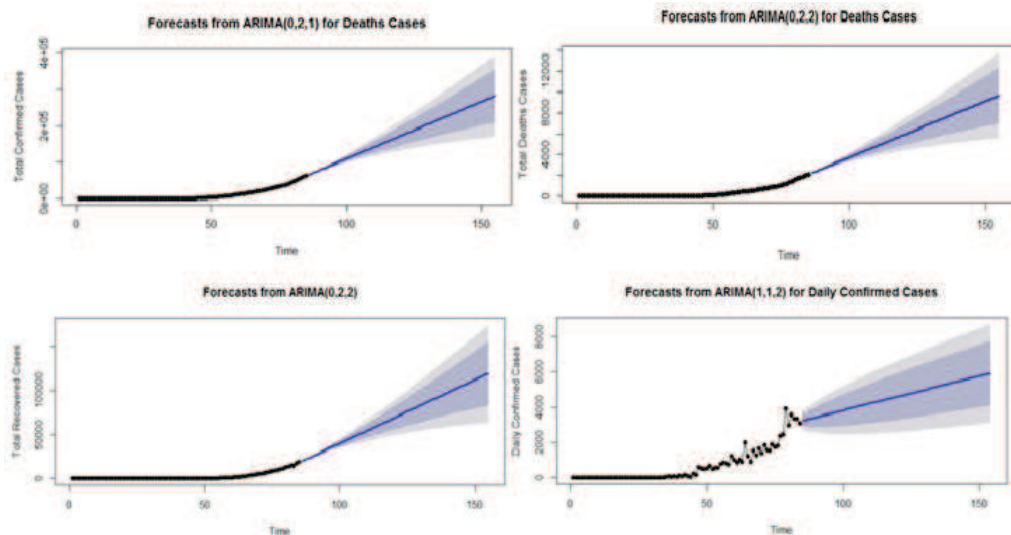 Forecasts from ARIMA(0,2,1) for Deaths Cases
Total Confirmed Cases
0e+00
2e+05
4e+05
0
50
100
150
Time
Forecasts from ARIMA(0,2,2) for Deaths Cases
Total Deaths Cases
0
4000
8000
12000
0
50
100
150
Time
Forecasts from ARIMA(0,2,2)
Total Recovered Cases
0
50000
100000
0
50
100
150
Time
Forecasts from ARIMA(1,1,2) for Daily Confirmed Cases
Daily Confirmed Cases
0
2000
4000
6000
8000
0
50
100
150
Time